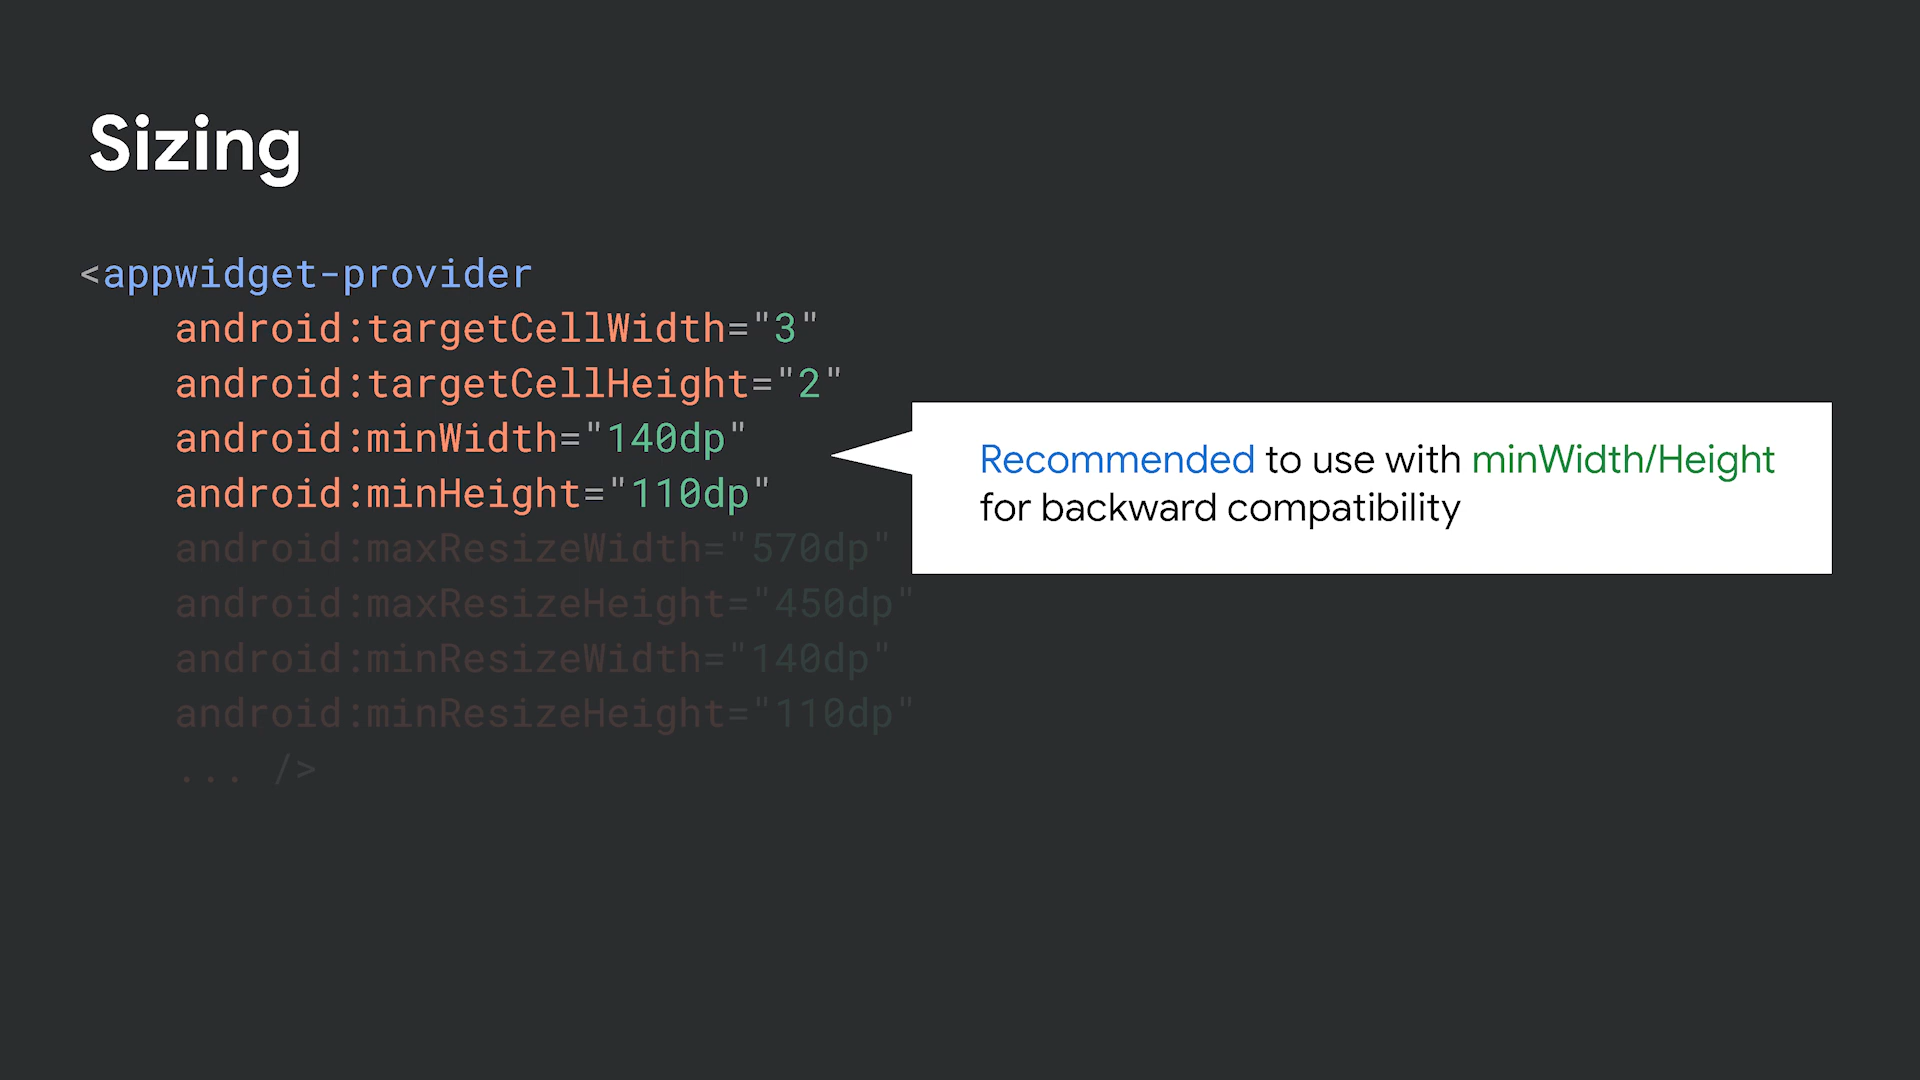 Sizing
<appwidget-provider
android:targetCellWidth="3"
android:targetCellHeight="2"
android:minWidth="140dp"
android:minHeight="110dp"
android:maxResizeWidth="570dp"
android:maxResizeHeight="450dp"
android:minResizeWidth="140dp"
android:minResizeHeight="110dp"
... />
Recommended to use with minWidth/Height
for backward compatibility